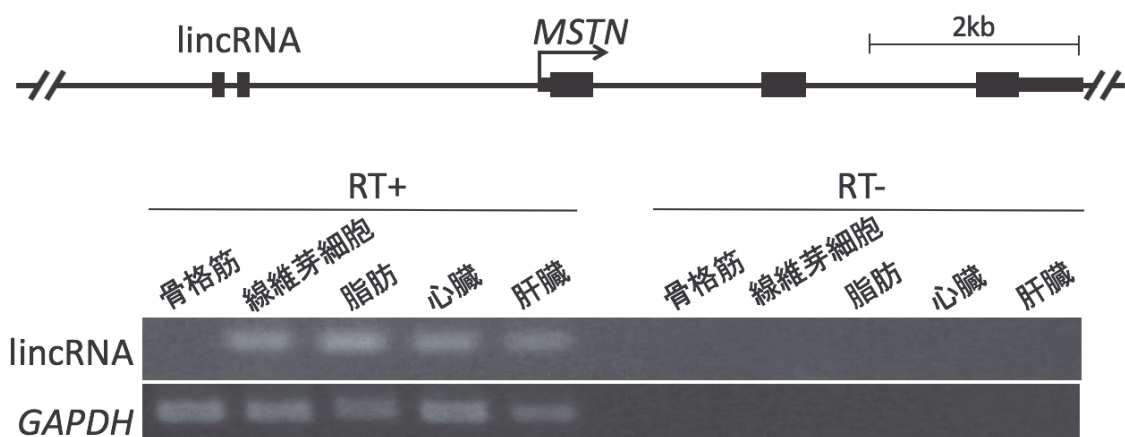 lincRNA
MSTN
2kb
RT+
RT-
骨格筋
線維芽細胞
脂肪
心臓
肝臓
骨格筋
線維芽細胞
脂肪
心臓
肝臓
lincRNA
GAPDH